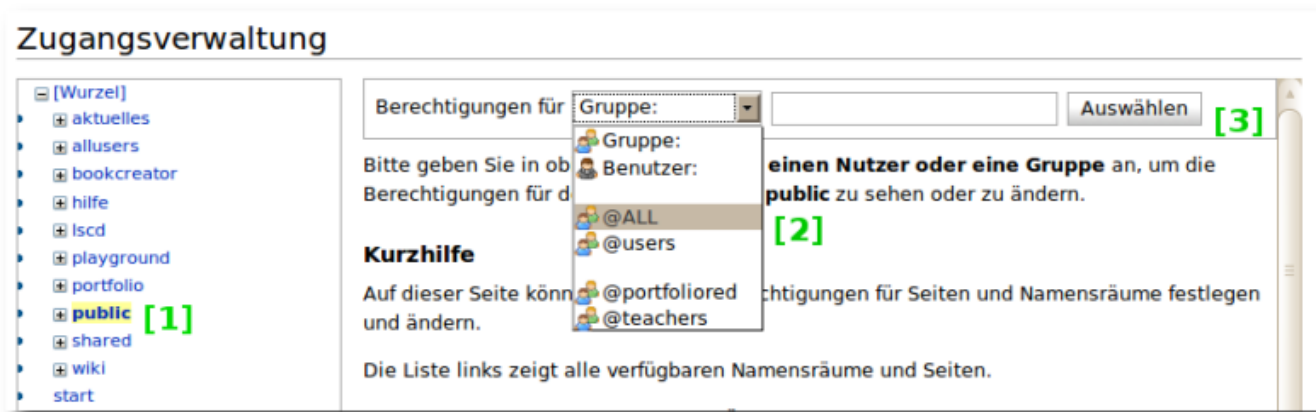 Zugangsverwaltung
[Wurzel]
aktuelles
allusers
bookcreator
hilfe
lscd
playground
portfolio
public [1]
shared
wiki
start
Berechtigungen für Gruppe: Auswählen [3]
Gruppe:
Benutzer:
@ALL
@users
@portfoliored
@teachers
[2]
Bitte geben Sie in ob einen Nutzer oder eine Gruppe an, um die
Berechtigungen für d public zu sehen oder zu ändern.
Kurzhilfe
Auf dieser Seite könn chtigungen für Seiten und Namensräume festlegen
und ändern.
Die Liste links zeigt alle verfügbaren Namensräume und Seiten.